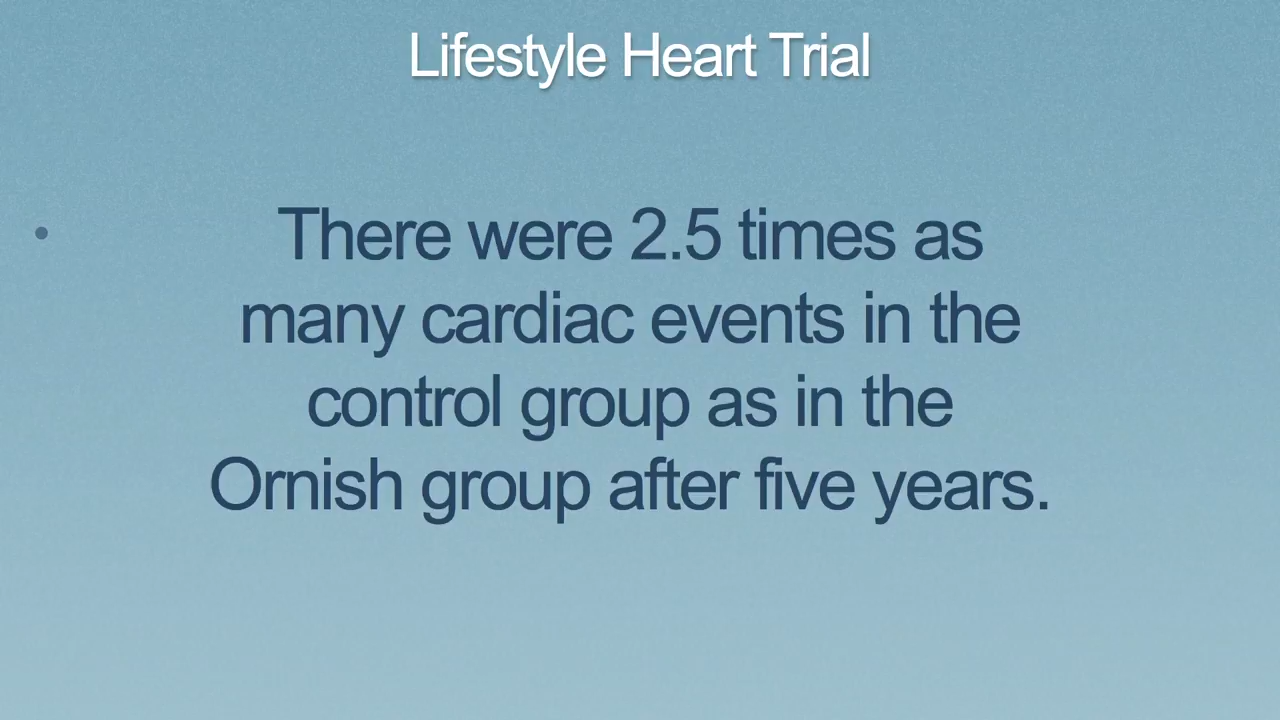 Lifestyle Heart Trial
• There were 2.5 times as
many cardiac events in the
control group as in the
Ornish group after five years.